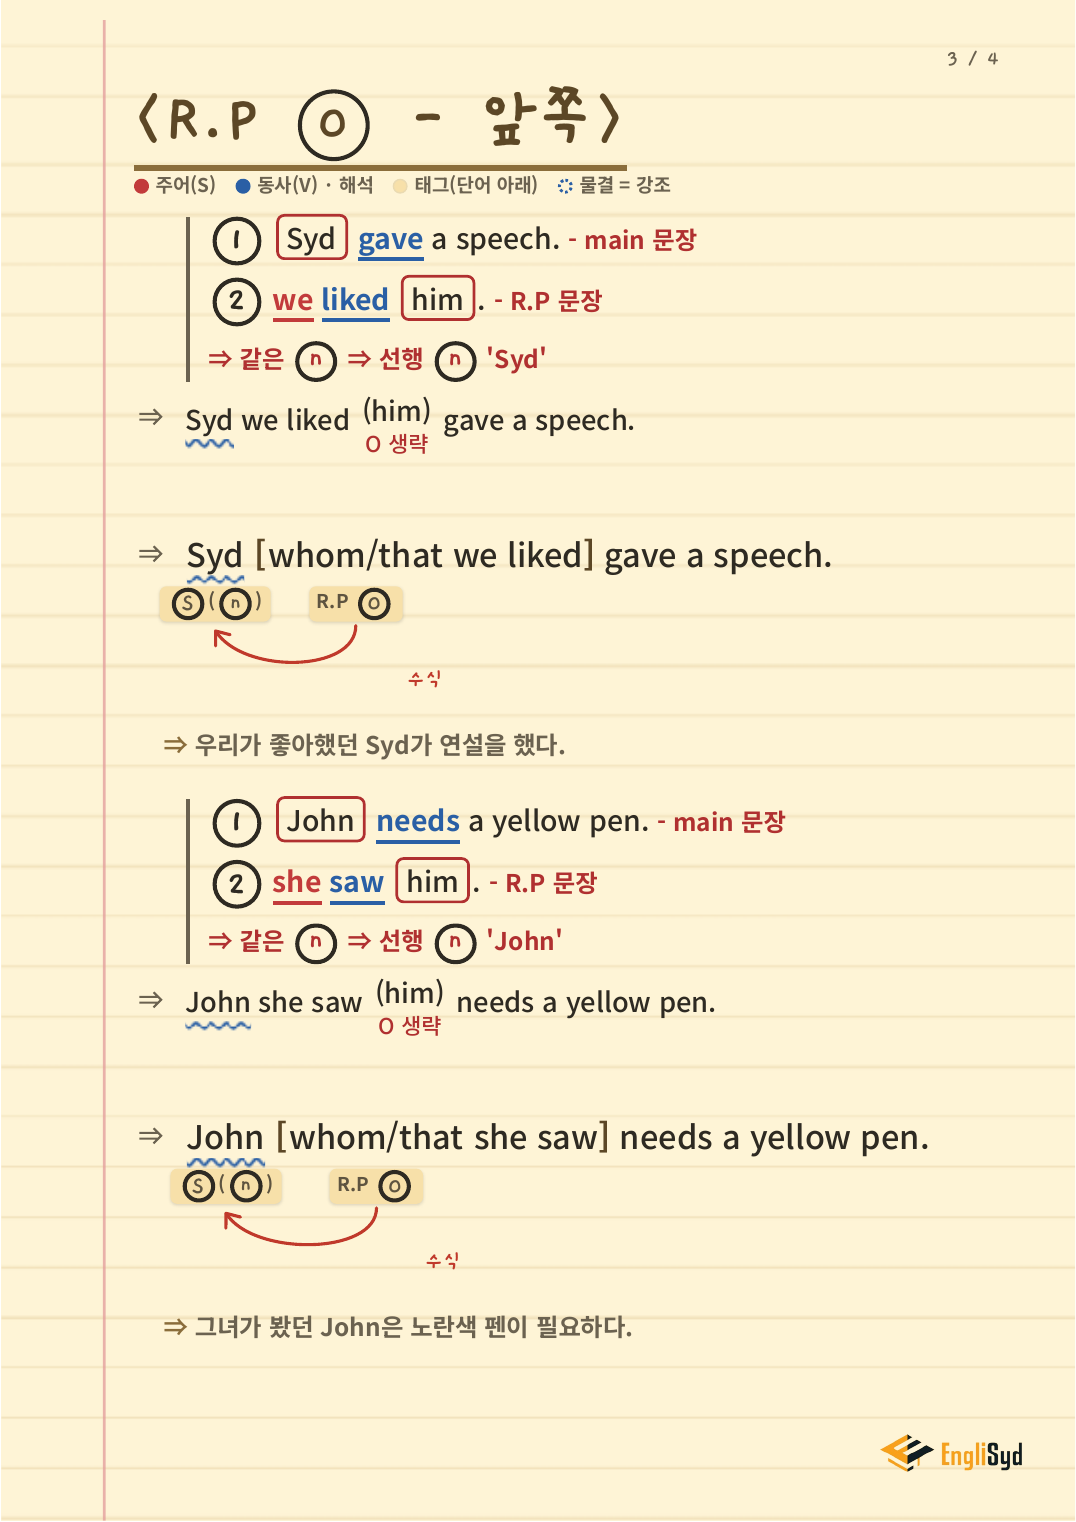 3 / 4
<R.P O - 앞쪽>
주어(S) 동사(V) · 해석 태그(단어 아래) 물결 = 강조
1 Syd gave a speech. - main 문장
2 we liked him . - R.P 문장
⇒ 같은 n ⇒ 선행 n 'Syd'
⇒ Syd we liked (him) gave a speech.
O 생략
⇒ Syd [whom/that we liked] gave a speech.
S ( n ) R.P O
수식
⇒ 우리가 좋아했던 Syd가 연설을 했다.
1 John needs a yellow pen. - main 문장
2 she saw him . - R.P 문장
⇒ 같은 n ⇒ 선행 n 'John'
⇒ John she saw (him) needs a yellow pen.
O 생략
⇒ John [whom/that she saw] needs a yellow pen.
S ( n ) R.P O
수식
⇒ 그녀가 봤던 John은 노란색 펜이 필요하다.
EngliSyd